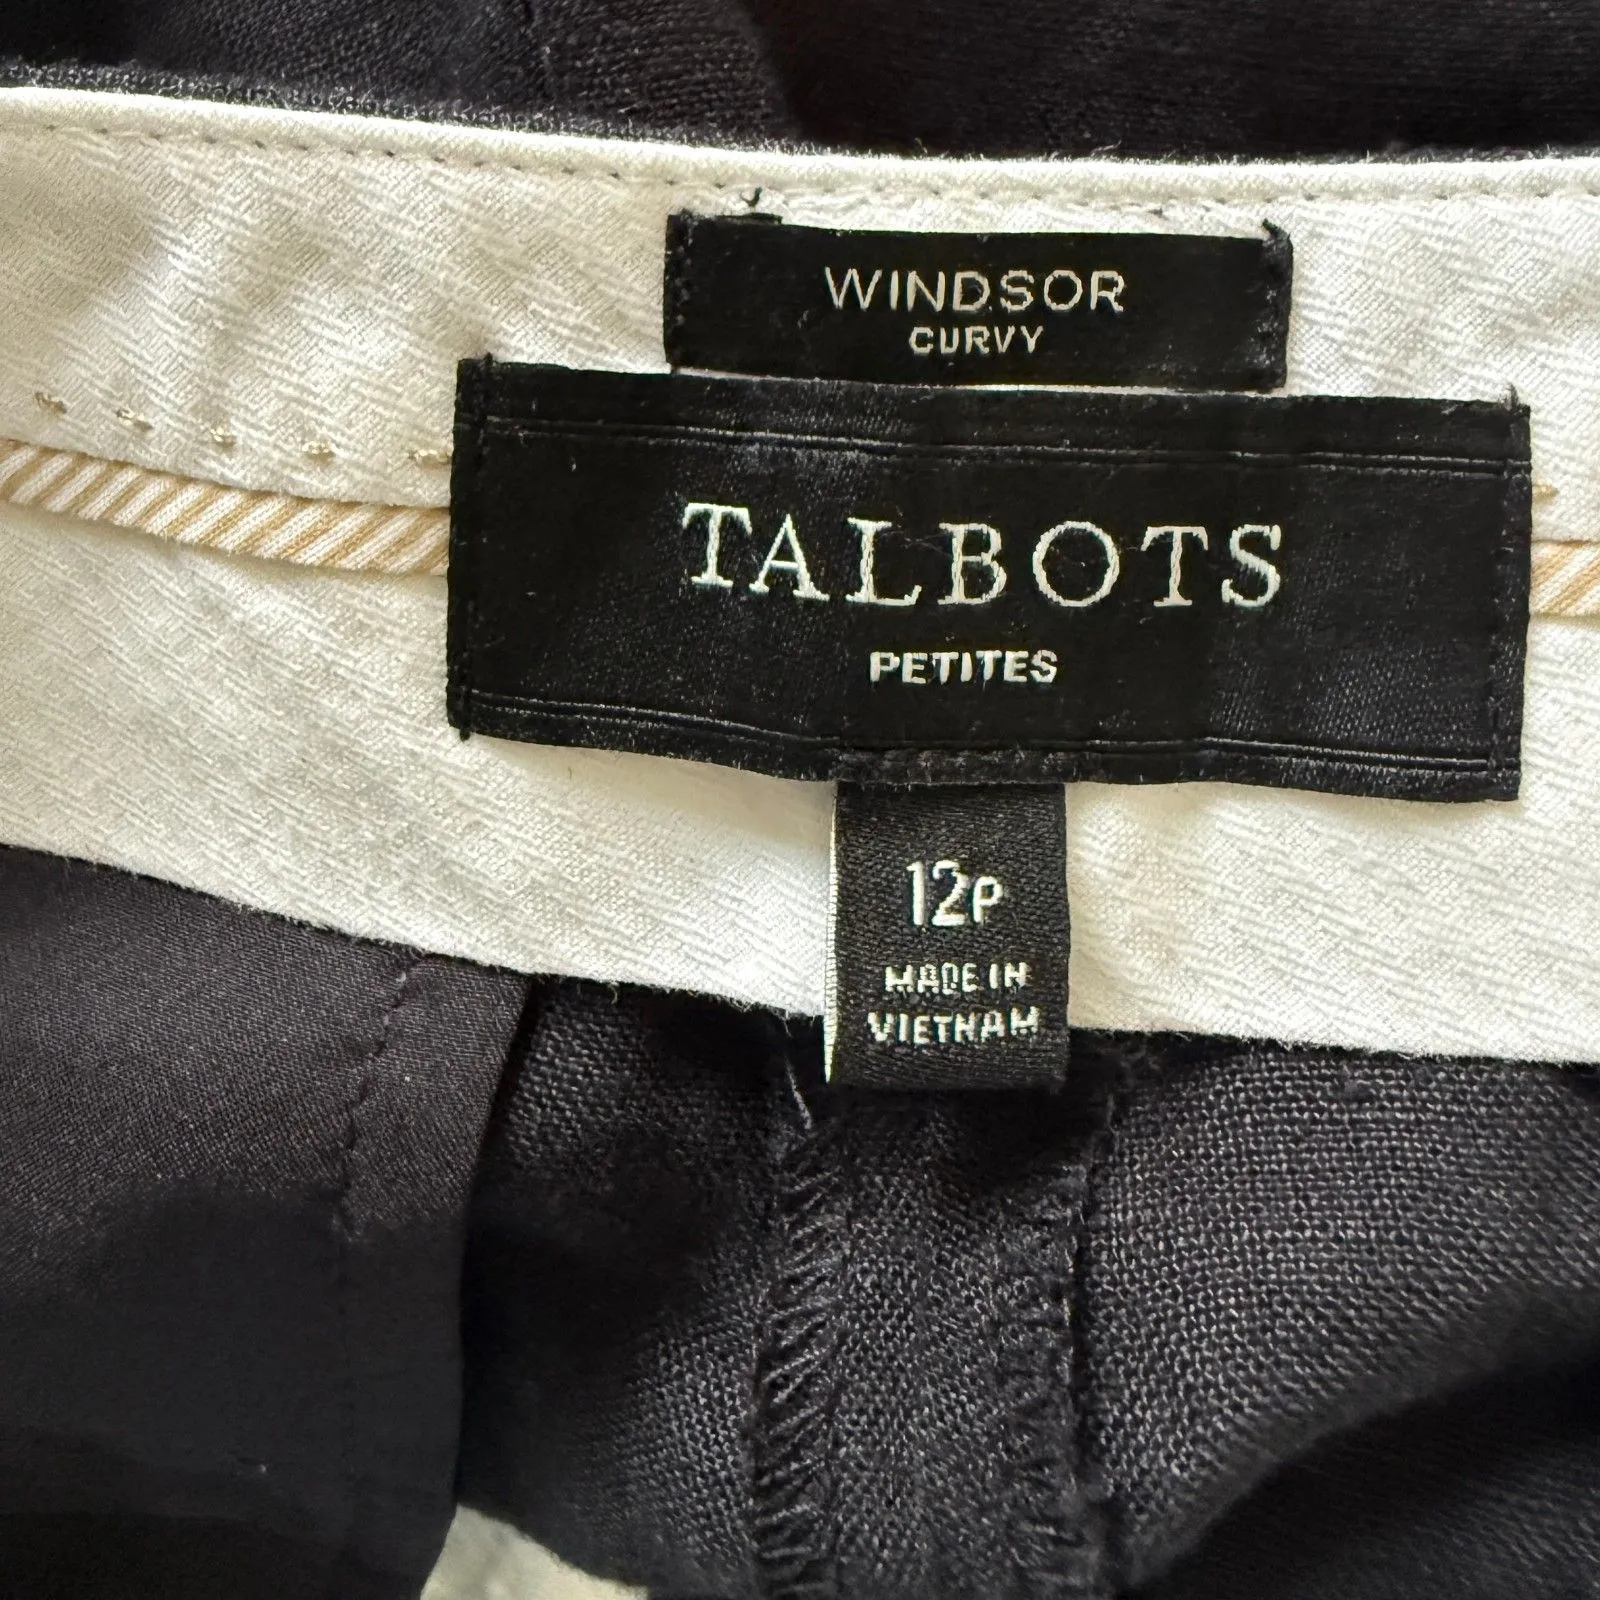 WINDSOR
CURVY
TALBOTS
PETITES
12P
MADE IN
VIETNAM